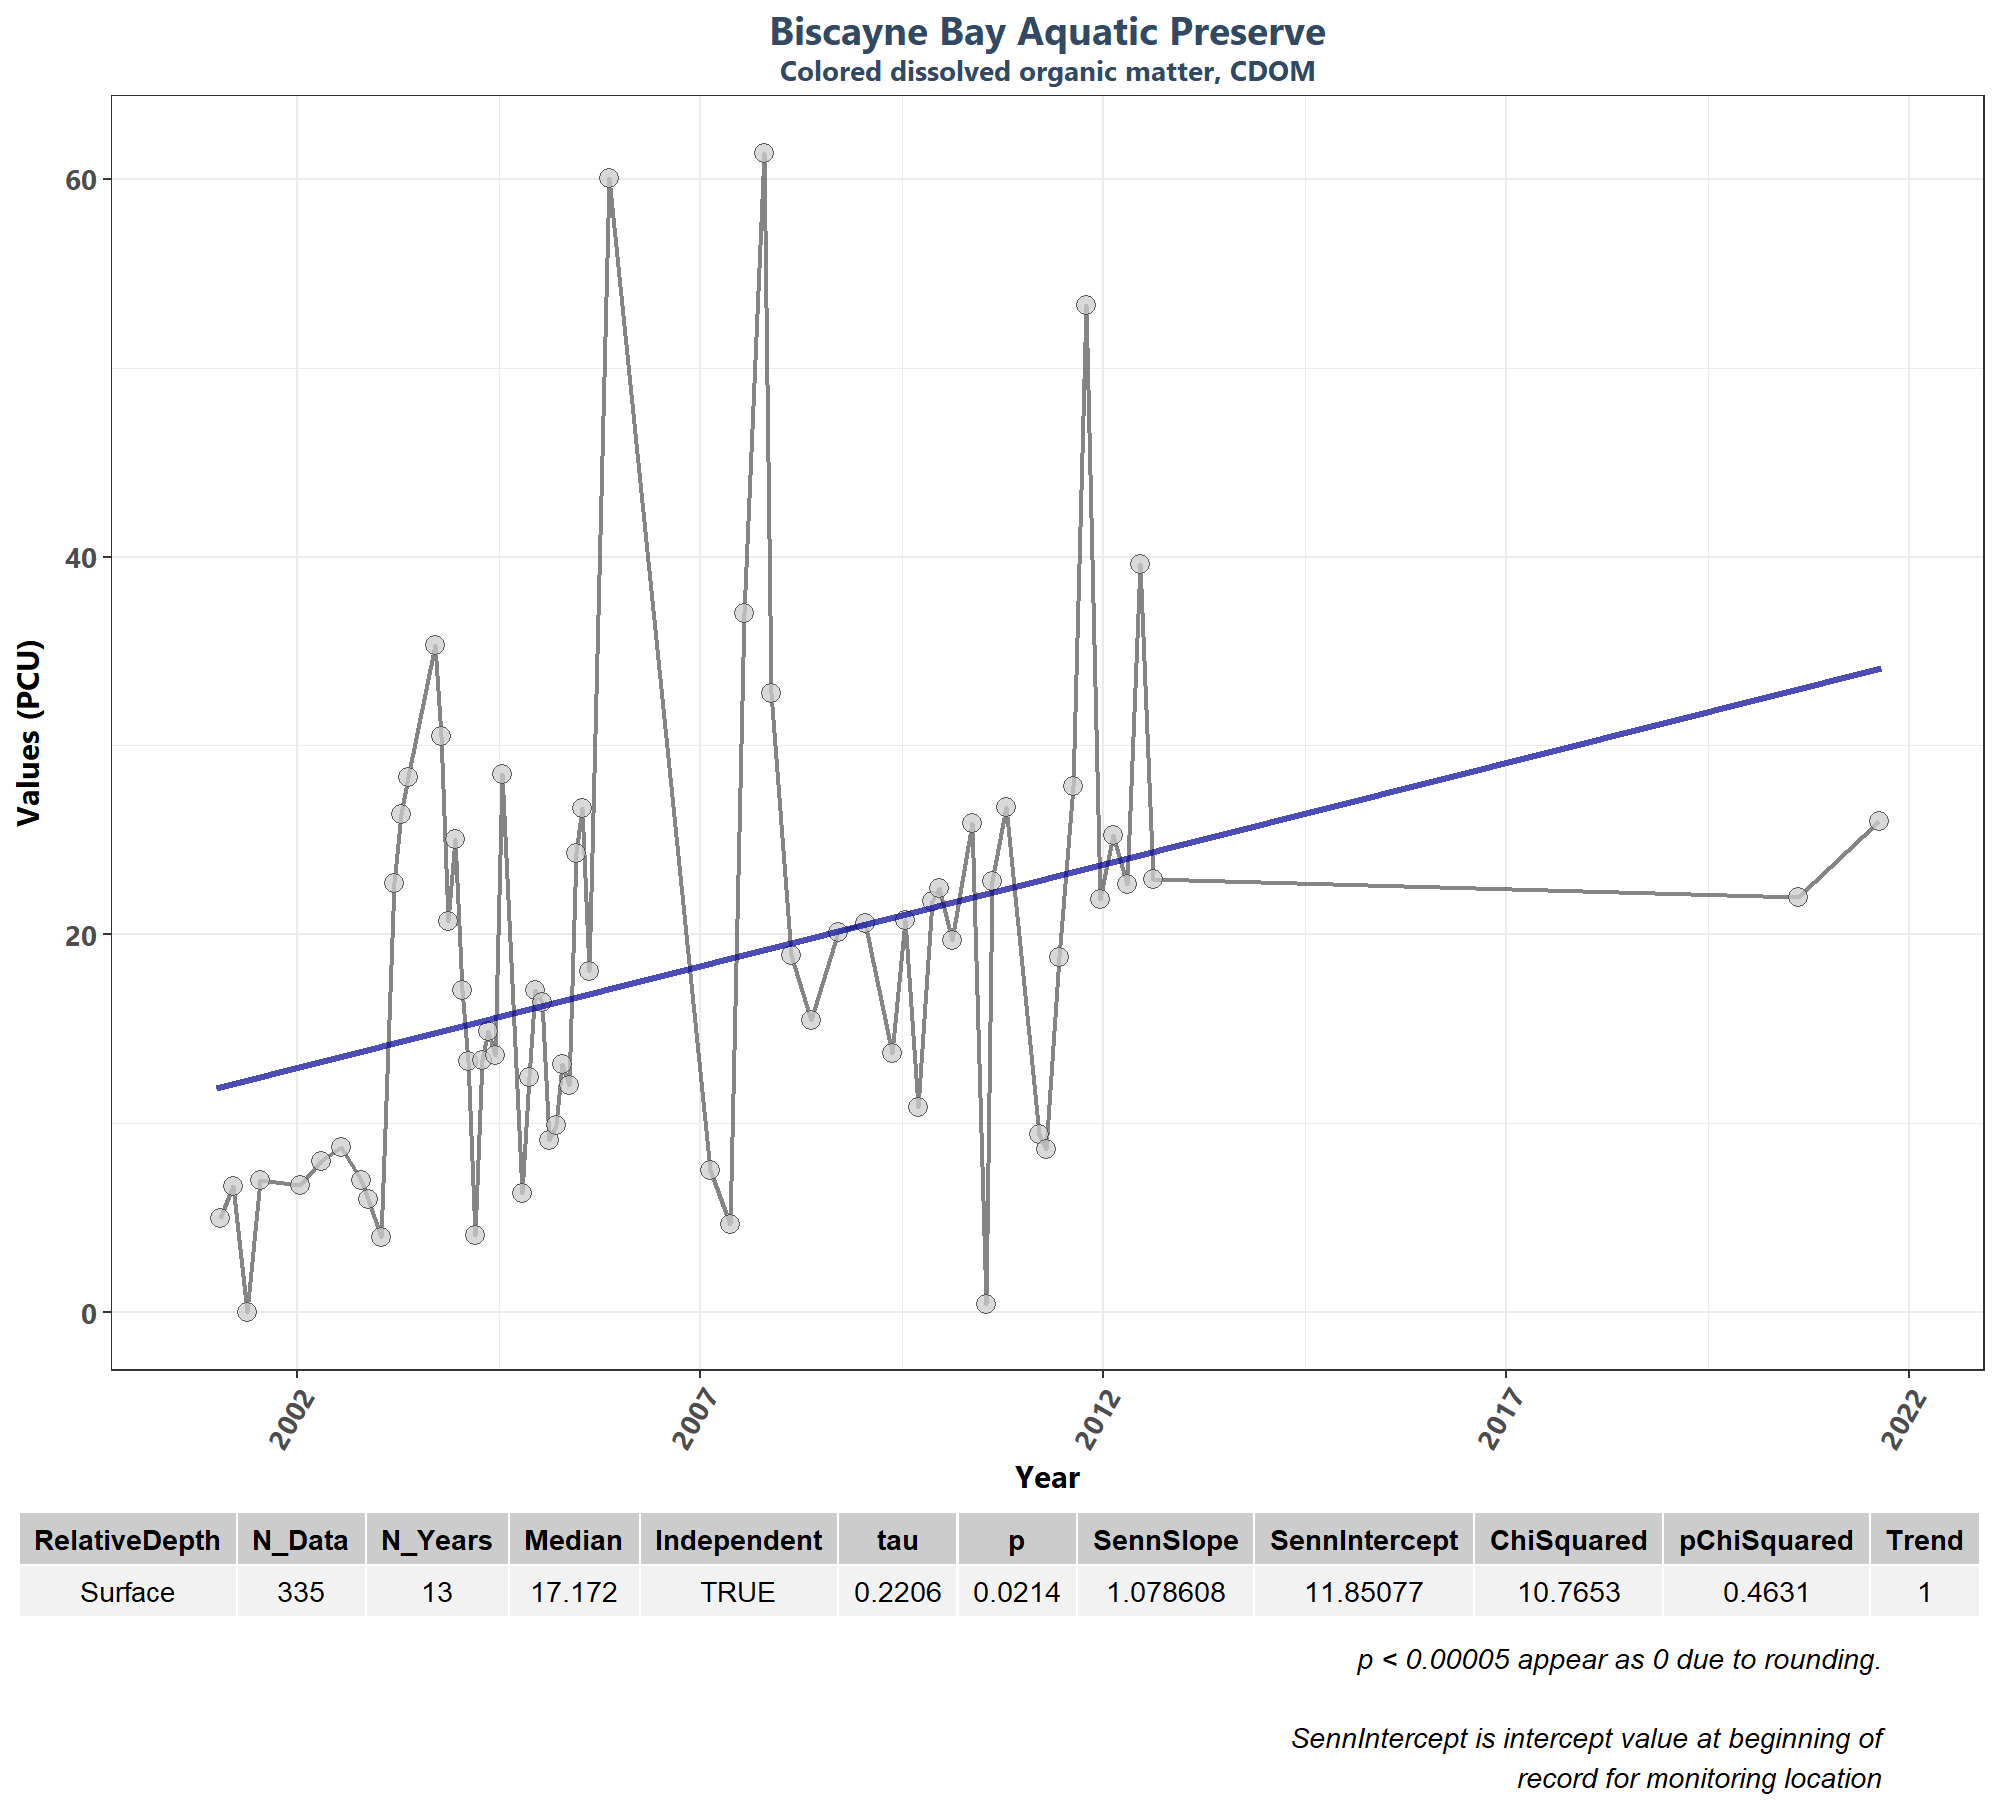 Biscayne Bay Aquatic Preserve
Colored dissolved organic matter, CDOM
Values (PCU)
60
40
20
0
2002 2007 2012 2017 2022
Year
RelativeDepth N_Data N_Years Median Independent tau p SennSlope SennIntercept ChiSquared pChiSquared Trend
Surface 335 13 17.172 TRUE 0.2206 0.0214 1.078608 11.85077 10.7653 0.4631 1
p < 0.00005 appear as 0 due to rounding.
SennIntercept is intercept value at beginning of
record for monitoring location